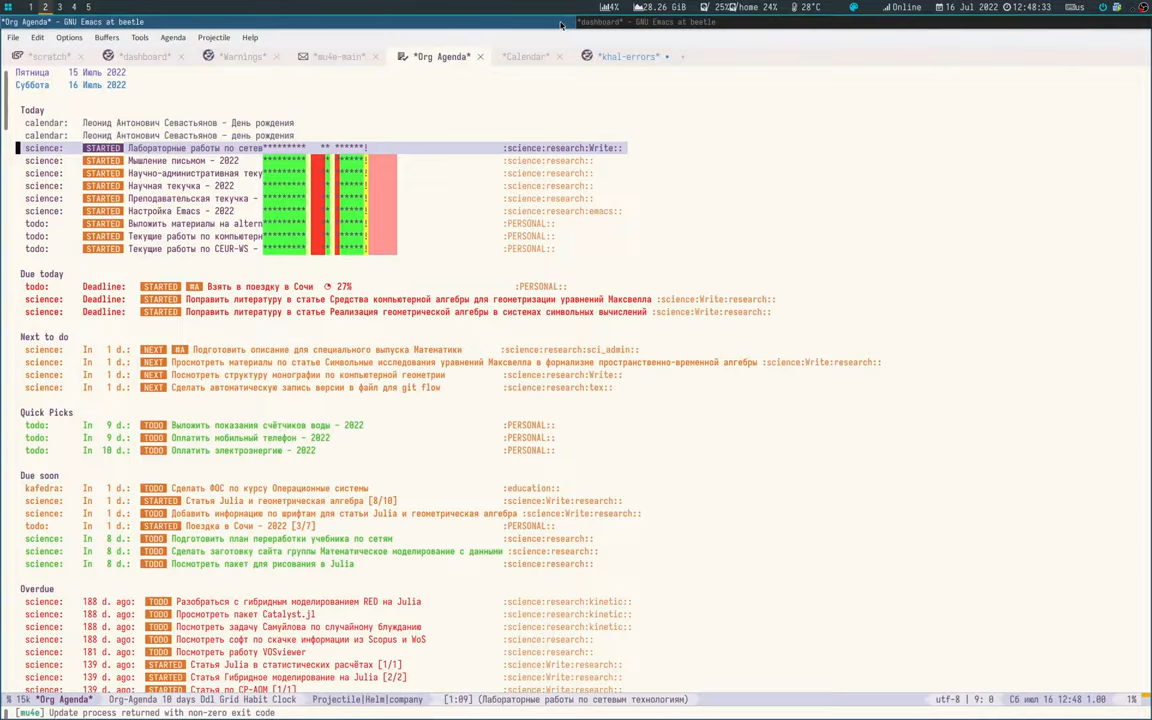 1 2 3 4 5 4% 28.26 GiB 25% home 24% 28°C Online 16 Jul 2022 12:48:33 us
*Org Agenda* - GNU Emacs at beetle *dashboard* - GNU Emacs at beetle
File Edit Options Buffers Tools Agenda Projectile Help
*scratch* *dashboard* *Warnings* *mu4e-main* *Org Agenda* *Calendar* *khal-errors*
Пятница 15 Июль 2022
Суббота 16 Июль 2022
Today
calendar: Леонид Антонович Севастьянов - День рождения
calendar: Леонид Антонович Севастьянов - день рождения
science: STARTED Лабораторные работы по сетев********* ** ******! :science:research:Write::
science: STARTED Мышление письмом - 2022 ********* * *****! :science:research::
science: STARTED Научно-административная теку********* * *****! :science:research::
science: STARTED Научная текучка - 2022 ********* * *****! :science:research::
science: STARTED Преподавательская текучка - ********* * *****! :science:research::
science: STARTED Настройка Emacs - 2022 ********* * *****! :science:research:emacs::
todo: STARTED Выложить материалы на altern********* * *****! :PERSONAL::
todo: STARTED Текущие работы по компьютерн********* * *****! :PERSONAL::
todo: STARTED Текущие работы по CEUR-WS - ********* * *****! :PERSONAL::
Due today
todo: Deadline: STARTED #A Взять в поездку в Сочи 27% :PERSONAL::
science: Deadline: STARTED Поправить литературу в статье Средства компьютерной алгебры для геометризации уравнений Максвелла :science:Write:research::
science: Deadline: STARTED Поправить литературу в статье Реализация геометрической алгебры в системах символьных вычислений :science:Write:research::
Next to do
science: In 1 d.: NEXT #A Подготовить описание для специального выпуска Математики :science:research:sci_admin::
science: In 1 d.: NEXT Просмотреть материалы по статье Символьные исследования уравнений Максвелла в формализме пространственно-временной алгебры :science:Write:research::
science: In 1 d.: NEXT Посмотреть структуру монографии по компьютерной геометрии :science:research:Write::
science: In 1 d.: NEXT Сделать автоматическую запись версии в файл для git flow :science:research:tex::
Quick Picks
todo: In 9 d.: TODO Выложить показания счётчиков воды - 2022 :PERSONAL::
todo: In 9 d.: TODO Оплатить мобильный телефон - 2022 :PERSONAL::
todo: In 10 d.: TODO Оплатить электроэнергию - 2022 :PERSONAL::
Due soon
kafedra: In 1 d.: TODO Сделать ФОС по курсу Операционные системы :education::
science: In 1 d.: STARTED Статья Julia и геометрическая алгебра [8/10] :science:Write:research::
science: In 1 d.: TODO Добавить информацию по шрифтам для статьи Julia и геометрическая алгебра :science:Write:research::
todo: In 1 d.: STARTED Поездка в Сочи - 2022 [3/7] :PERSONAL::
science: In 8 d.: TODO Подготовить план переработки учебника по сетям :science:research::
science: In 8 d.: TODO Сделать заготовку сайта группы Математическое моделирование с данными :science:research::
science: In 8 d.: TODO Посмотреть пакет для рисования в Julia :science:research::
Overdue
science: 188 d. ago: TODO Разобраться с гибридным моделированием RED на Julia :science:research:kinetic::
science: 188 d. ago: TODO Просмотреть пакет Catalyst.jl :science:research:kinetic::
science: 188 d. ago: TODO Посмотреть задачу Самуйлова по случайному блужданию :science:research:kinetic::
science: 188 d. ago: TODO Посмотреть софт по скачке информации из Scopus и WoS :science:research::
science: 181 d. ago: TODO Посмотреть работу VOSviewer :science:research::
science: 139 d. ago: STARTED Статья Julia в статистических расчётах [1/1] :science:Write:research::
science: 139 d. ago: STARTED Статья Гибридное моделирование на Julia [2/2] :science:Write:research::
science: 139 d. ago: STARTED Статья по СР-АОМ [1/1] :science:Write:research::
% 15k *Org Agenda* Org-Agenda 10 days Ddl Grid Habit Clock Projectile|Helm|company [1:09] (Лабораторные работы по сетевым технологиям) utf-8 | 9: 0 Сб июл 16 12:48 1.00 1%
[mu4e] Update process returned with non-zero exit code